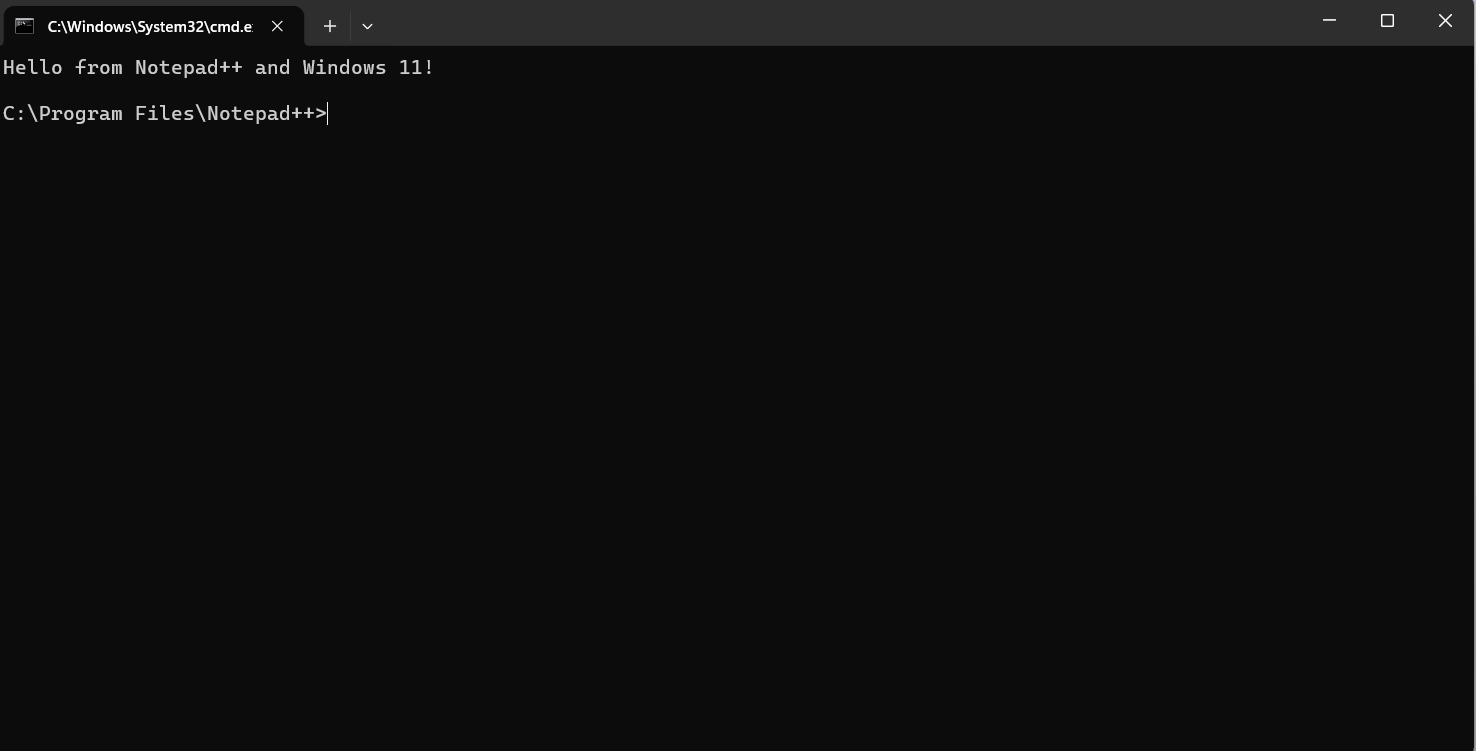 C:\Windows\System32\cmd.e
Hello from Notepad++ and Windows 11!
C:\Program Files\Notepad++>